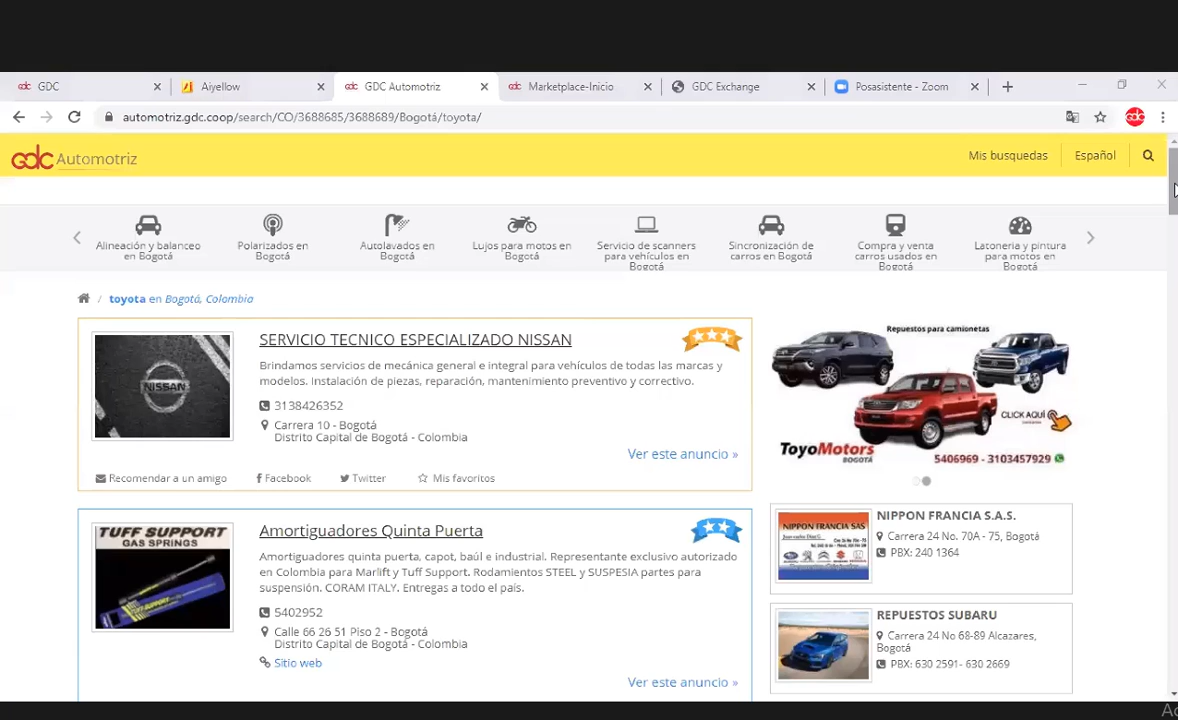 GDC
Aiyellow
GDC Automotriz
Marketplace-Inicio
GDC Exchange
Posasistente - Zoom
automotriz.gdc.coop/search/CO/3688685/3688689/Bogotá/toyota/
gdc
GDC Automotriz
Mis busquedas
Español
Alineación y balanceo
en Bogotá
Polarizados en
Bogotá
Autolavados en
Bogotá
Lujos para motos en
Bogotá
Servicio de scanners
para vehículos en
Bogotá
Sincronización de
carros en Bogotá
Compra y venta
carros usados en
Bogotá
Latoneria y pintura
para motos en
Bogotá
/ toyota en Bogotá, Colombia
NISSAN
SERVICIO TECNICO ESPECIALIZADO NISSAN
Brindamos servicios de mecánica general e integral para vehículos de todas las marcas y
modelos. Instalación de piezas, reparación, mantenimiento preventivo y correctivo.
3138426352
Carrera 10 - Bogotá
Distrito Capital de Bogotá - Colombia
Ver este anuncio »
Recomendar a un amigo
Facebook
Twitter
Mis favoritos
TUFF SUPPORT
GAS SPRINGS
Amortiguadores Quinta Puerta
Amortiguadores quinta puerta, capot, baúl e industrial. Representante exclusivo autorizado
en Colombia para Marlift y Tuff Support. Rodamientos STEEL y SUSPESIA partes para
suspensión. CORAM ITALY. Entregas a todo el país.
5402952
Calle 66 26 51 Piso 2 - Bogotá
Distrito Capital de Bogotá - Colombia
Sitio web
Ver este anuncio »
Repuestos para camionetas
CLICK AQUÍ
ToyoMotors
BOGOTÁ
5406969 - 3103457929
NIPPON FRANCIA SAS
NIPPON FRANCIA S.A.S.
Carrera 24 No. 70A - 75, Bogotá
PBX: 240 1364
REPUESTOS SUBARU
Carrera 24 No 68-89 Alcazares,
Bogotá
PBX: 630 2591- 630 2669